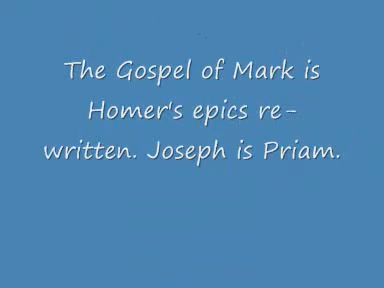 The Gospel of Mark is
Homer's epics re-
written. Joseph is Priam.